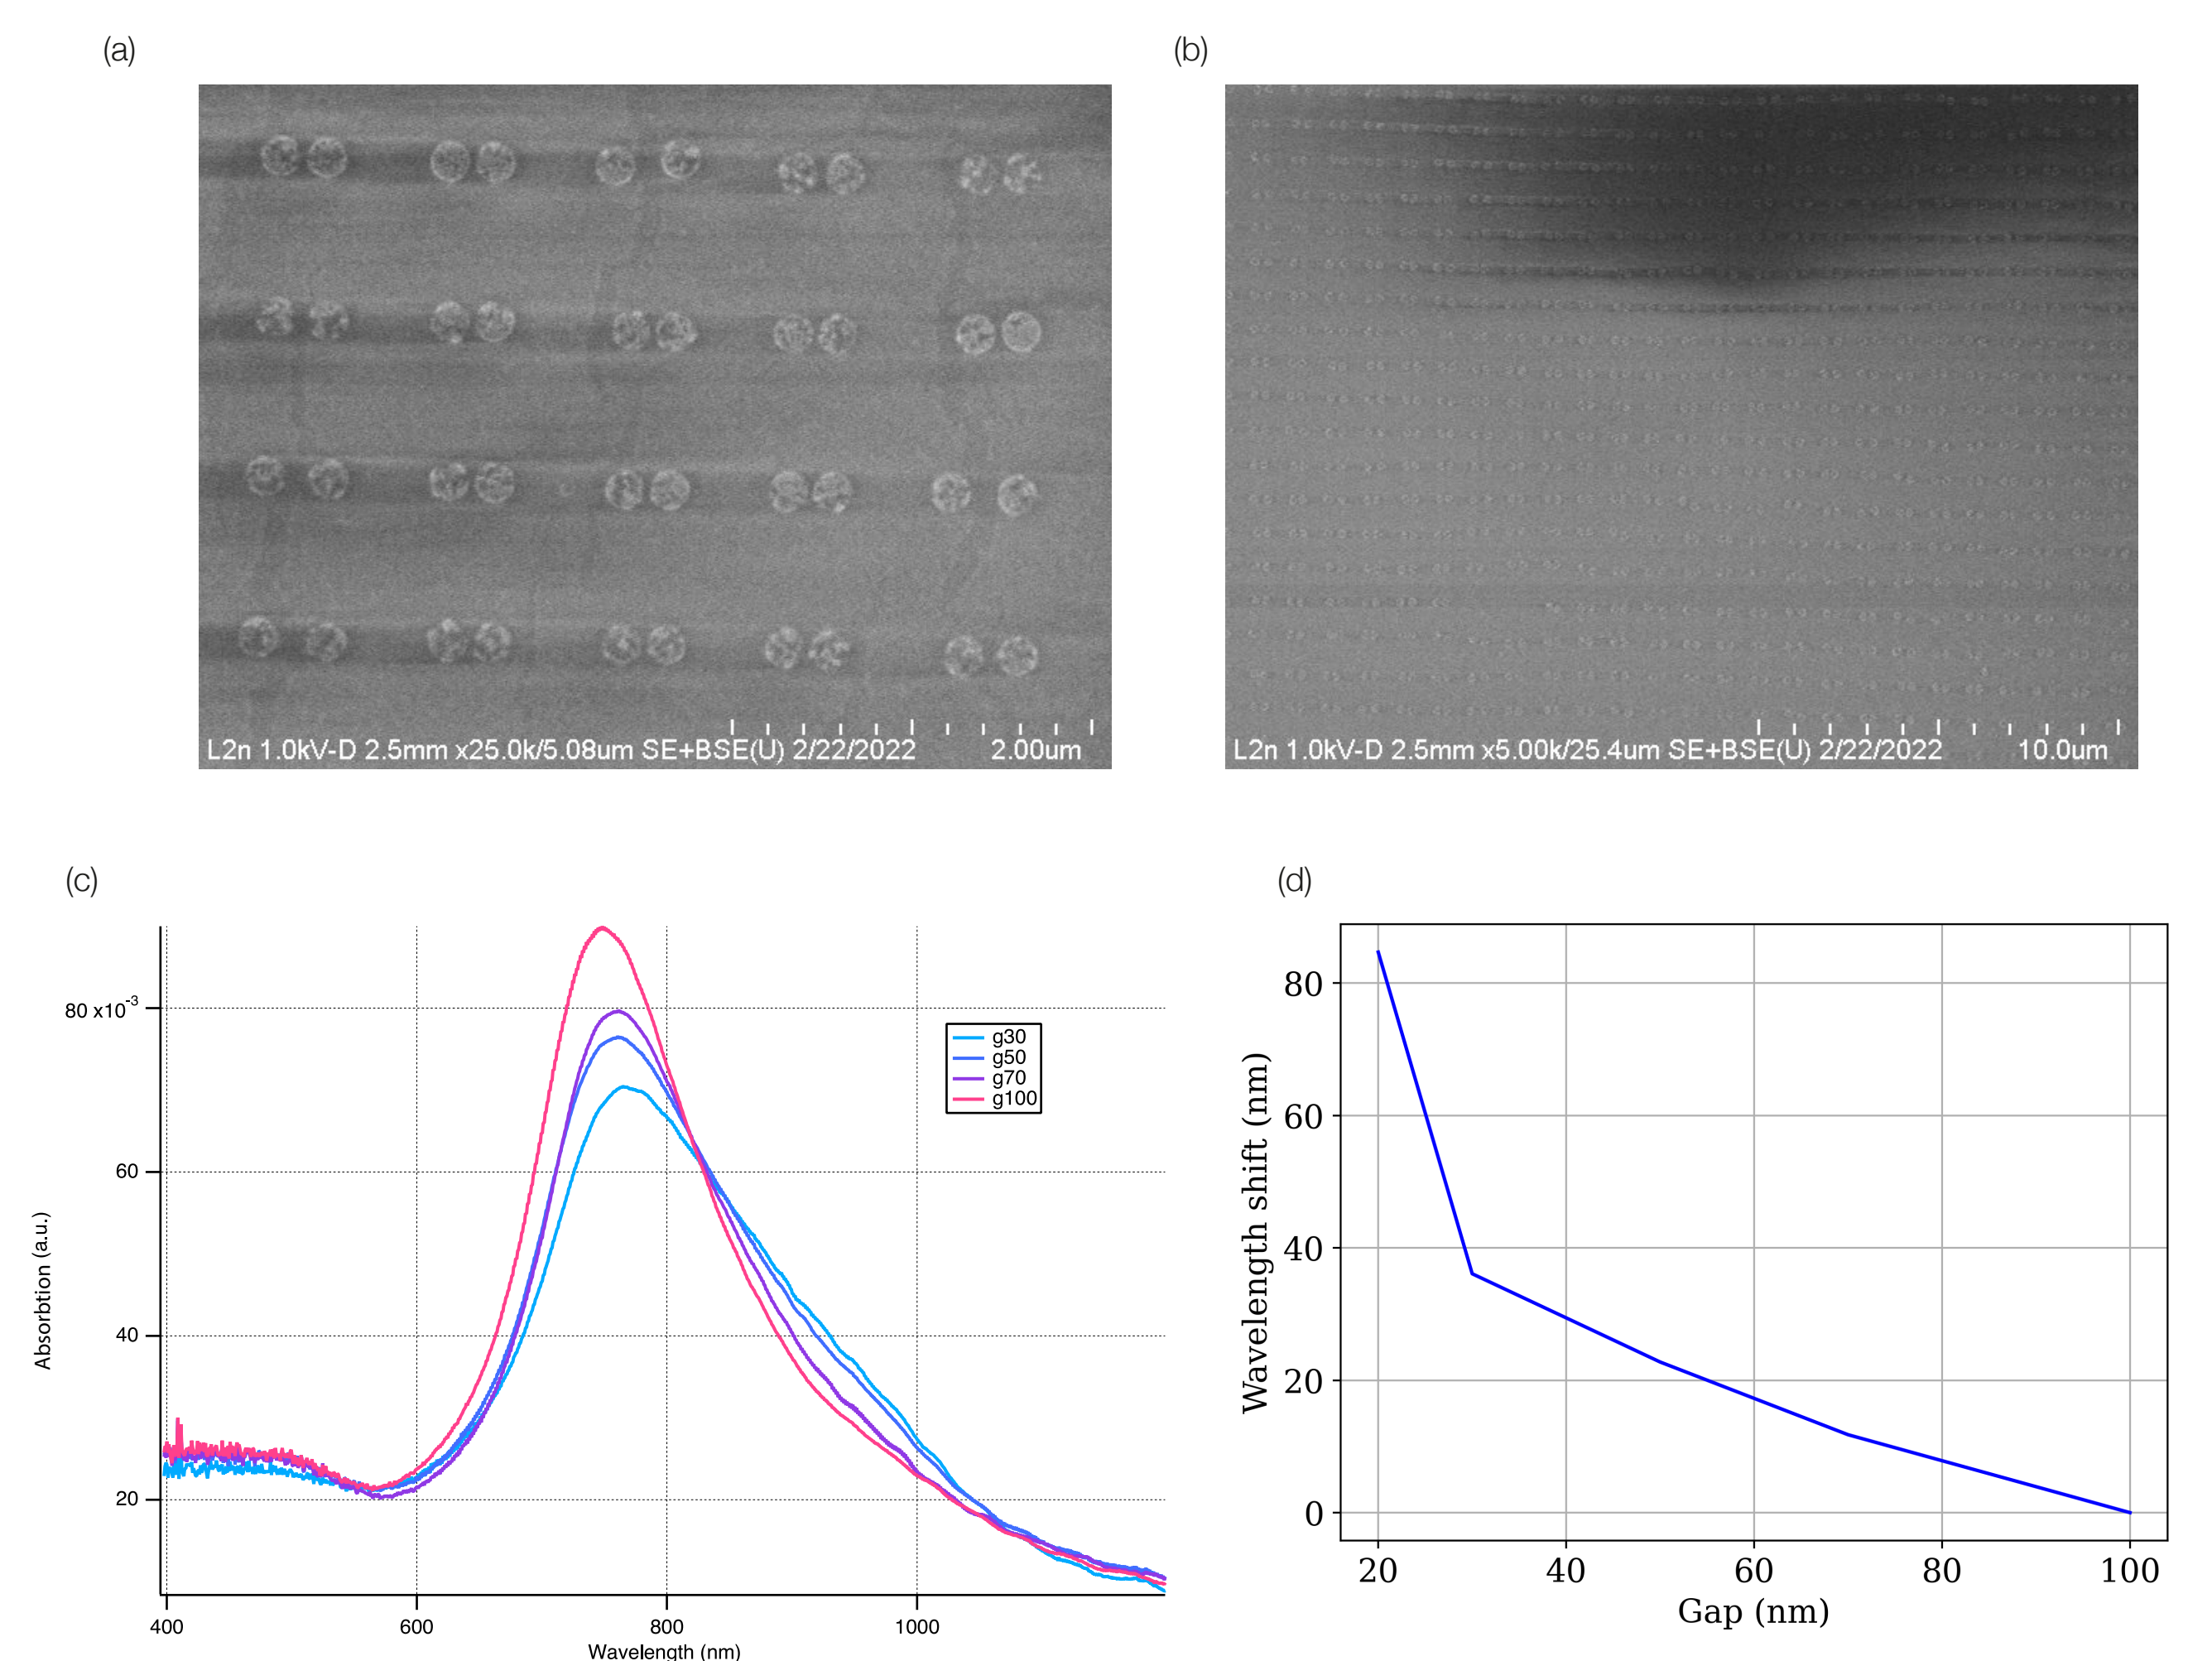 (a)
(b)
L2n 1.0kV-D 2.5mm x25.0k/5.08um SE+BSE(U) 2/22/2022 2.00um
L2n 1.0kV-D 2.5mm x5.00k/25.4um SE+BSE(U) 2/22/2022 10.0um
(c)
80 x10-3
60
40
20
Absorbtion (a.u.)
g30
g50
g70
g100
400 600 800 1000
Wavelength (nm)
(d)
80
60
40
20
0
Wavelength shift (nm)
20 40 60 80 100
Gap (nm)